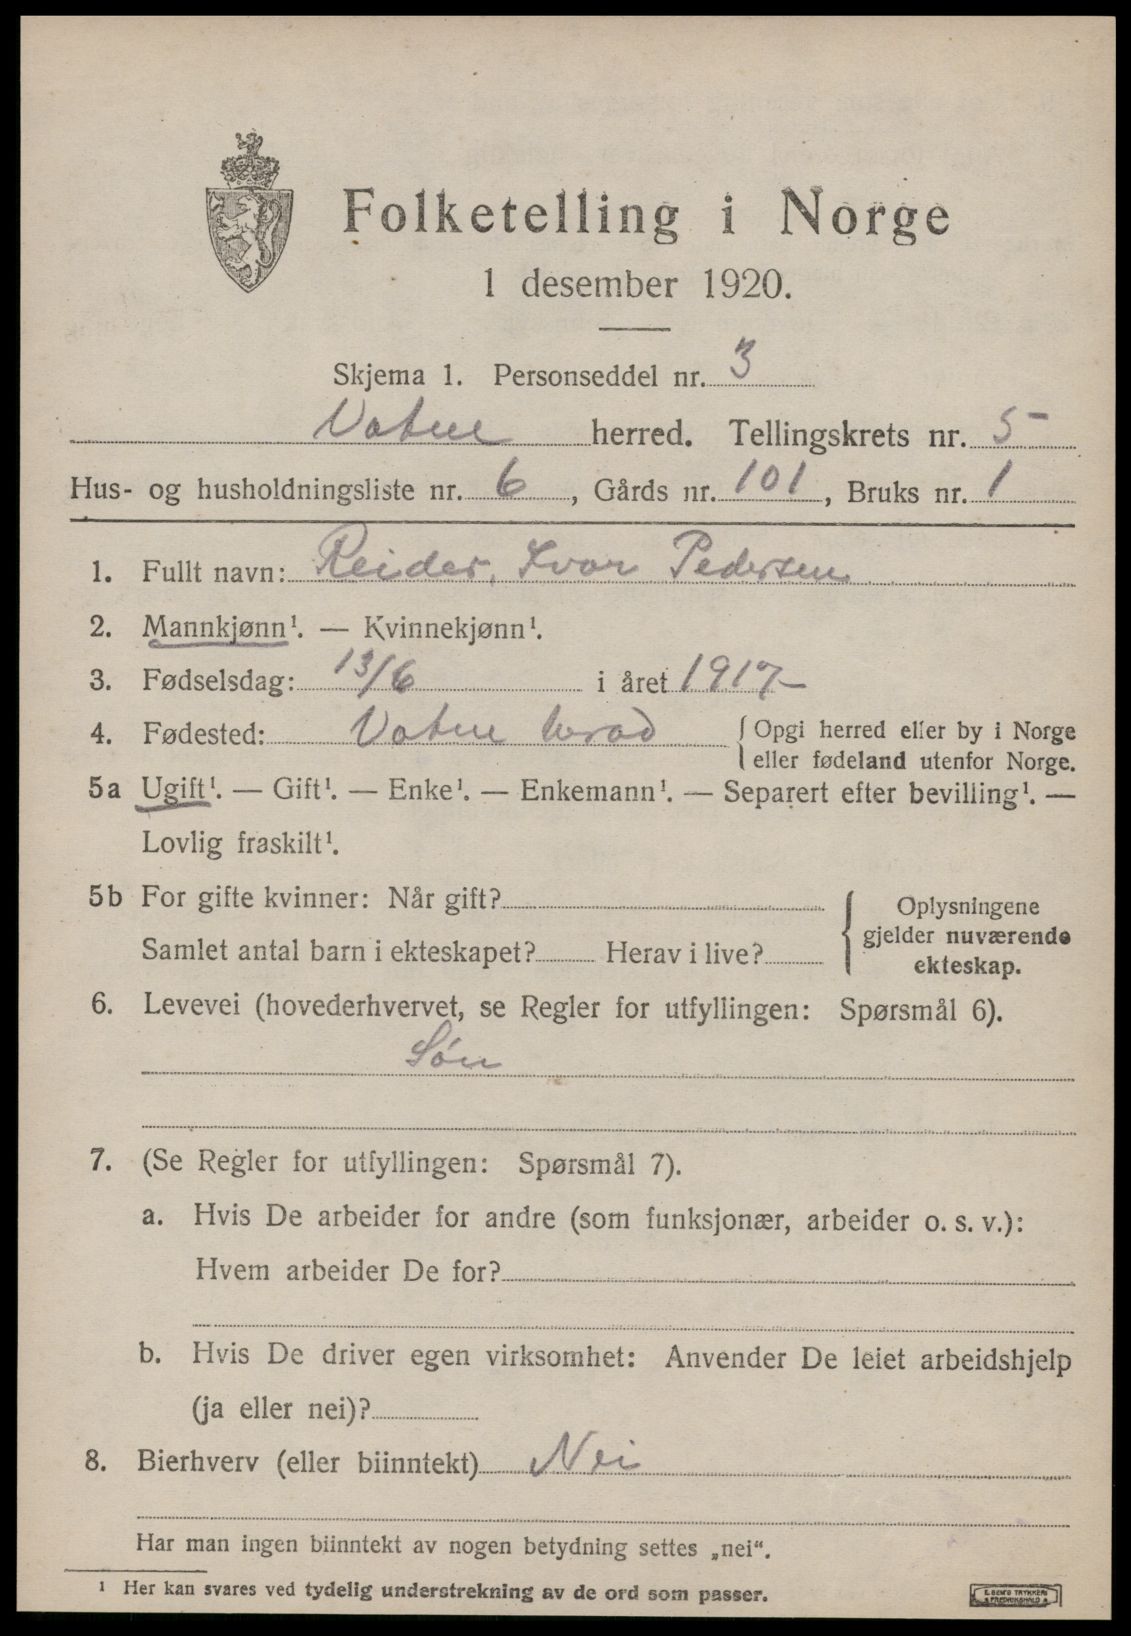 Folketelling i Norge
1 desember 1920.
Skjema 1. Personseddel nr. 3
Vatne herred. Tellingskrets nr. 5
Hus- og husholdningsliste nr. 6, Gårds nr. 101, Bruks nr. 1
1. Fullt navn: Reidar, Ivar Pedersen
2. Mannkjønn¹. — Kvinnekjønn¹.
3. Fødselsdag: 13/6 i året 1917
4. Fødested: Vatne herad {Opgi herred eller by i Norge
eller fødeland utenfor Norge.
5a Ugift¹. — Gift¹. — Enke¹. — Enkemann¹. — Separert efter bevilling¹. —
Lovlig fraskilt¹.
5b For gifte kvinner: Når gift?
Samlet antal barn i ekteskapet? Herav i live?
{Oplysningene
gjelder nuværende
ekteskap.
6. Levevei (hovederhvervet, se Regler for utfyllingen: Spørsmål 6).
Søn
7. (Se Regler for utfyllingen: Spørsmål 7).
a. Hvis De arbeider for andre (som funksjonær, arbeider o. s. v.):
Hvem arbeider De for?
b. Hvis De driver egen virksomhet: Anvender De leiet arbeidshjelp
(ja eller nei)?
8. Bierhverv (eller biinntekt) Nei
Har man ingen biinntekt av nogen betydning settes „nei“.
¹ Her kan svares ved tydelig understrekning av de ord som passer.
E. SEM'S TRYKKERI
FREDRIKSHALD